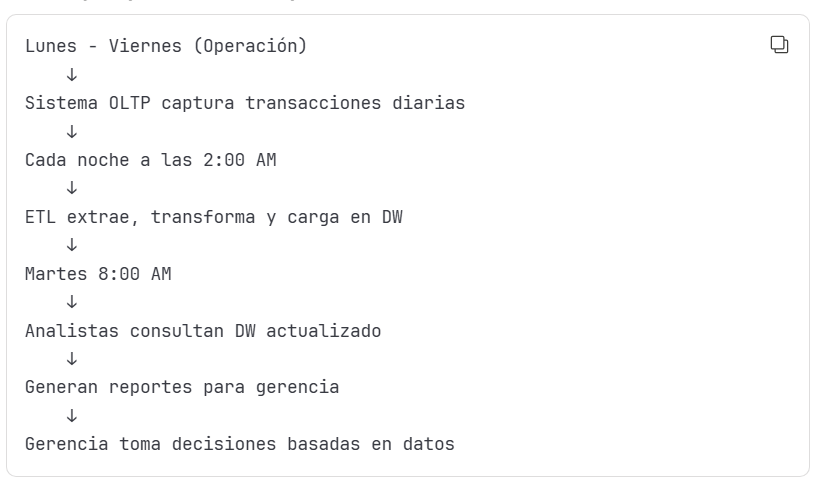 Lunes - Viernes (Operación)
↓
Sistema OLTP captura transacciones diarias
↓
Cada noche a las 2:00 AM
↓
ETL extrae, transforma y carga en DW
↓
Martes 8:00 AM
↓
Analistas consultan DW actualizado
↓
Generan reportes para gerencia
↓
Gerencia toma decisiones basadas en datos